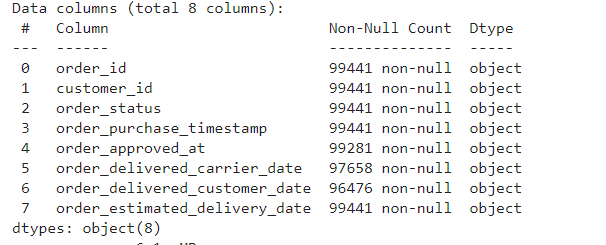 Data columns (total 8 columns):
 #   Column                         Non-Null Count  Dtype
---  ------                         --------------  -----
 0   order_id                       99441 non-null  object
 1   customer_id                    99441 non-null  object
 2   order_status                   99441 non-null  object
 3   order_purchase_timestamp       99441 non-null  object
 4   order_approved_at              99281 non-null  object
 5   order_delivered_carrier_date   97658 non-null  object
 6   order_delivered_customer_date  96476 non-null  object
 7   order_estimated_delivery_date  99441 non-null  object
dtypes: object(8)